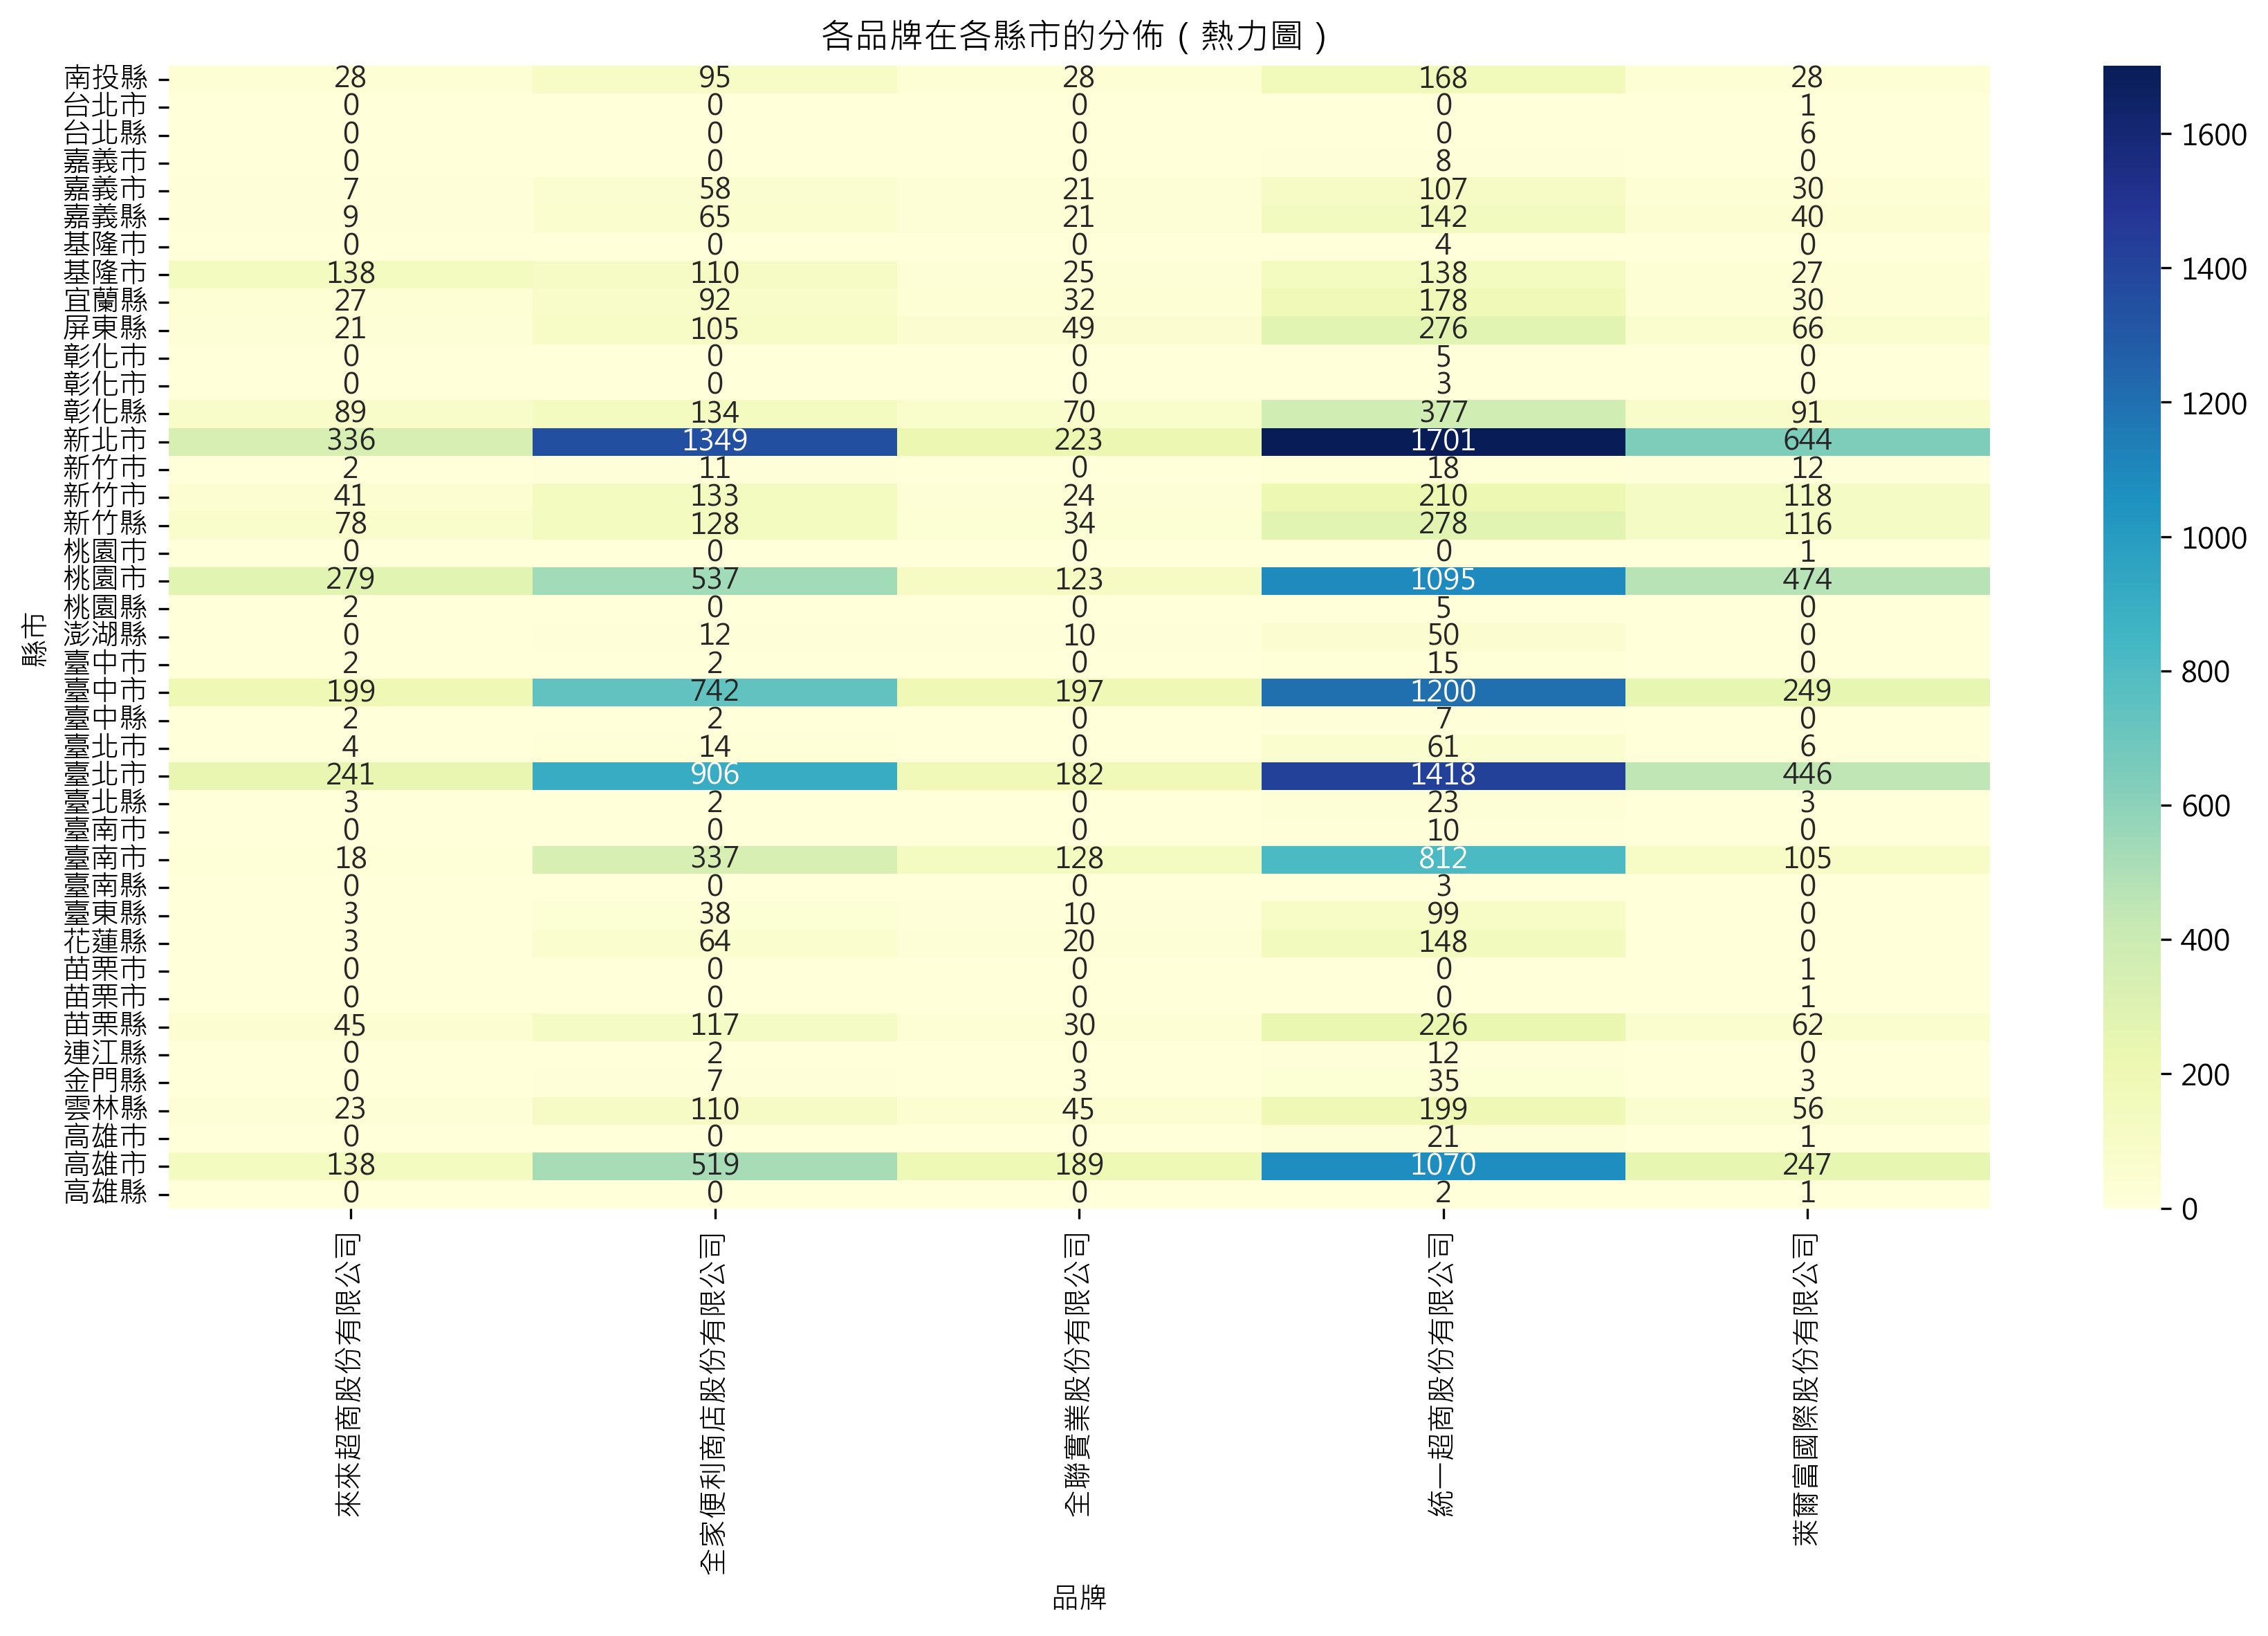 各品牌在各縣市的分佈（熱力圖）
南投縣 28 95 28 168 28
台北市 0 0 0 0 1
台北縣 0 0 0 0 6
嘉義巿 0 0 0 8 0
嘉義市 7 58 21 107 30
嘉義縣 9 65 21 142 40
基隆巿 0 0 0 4 0
基隆市 138 110 25 138 27
宜蘭縣 27 92 32 178 30
屏東縣 21 105 49 276 66
彰化巿 0 0 0 5 0
彰化市 0 0 0 3 0
彰化縣 89 134 70 377 91
新北市 336 1349 223 1701 644
新竹巿 2 11 0 18 12
新竹市 41 133 24 210 118
新竹縣 78 128 34 278 116
桃園巿 0 0 0 0 1
桃園市 279 537 123 1095 474
桃園縣 2 0 0 5 0
澎湖縣 0 12 10 50 0
臺中巿 2 2 0 15 0
臺中市 199 742 197 1200 249
臺中縣 2 2 0 7 0
臺北巿 4 14 0 61 6
臺北市 241 906 182 1418 446
臺北縣 3 2 0 23 3
臺南巿 0 0 0 10 0
臺南市 18 337 128 812 105
臺南縣 0 0 0 3 0
臺東縣 3 38 10 99 0
花蓮縣 3 64 20 148 0
苗栗巿 0 0 0 0 1
苗栗市 0 0 0 0 1
苗栗縣 45 117 30 226 62
連江縣 0 2 0 12 0
金門縣 0 7 3 35 3
雲林縣 23 110 45 199 56
高雄巿 0 0 0 21 1
高雄市 138 519 189 1070 247
高雄縣 0 0 0 2 1
縣市
來來超商股份有限公司
全家便利商店股份有限公司
全聯實業股份有限公司
統一超商股份有限公司
萊爾富國際股份有限公司
品牌
1600
1400
1200
1000
800
600
400
200
0